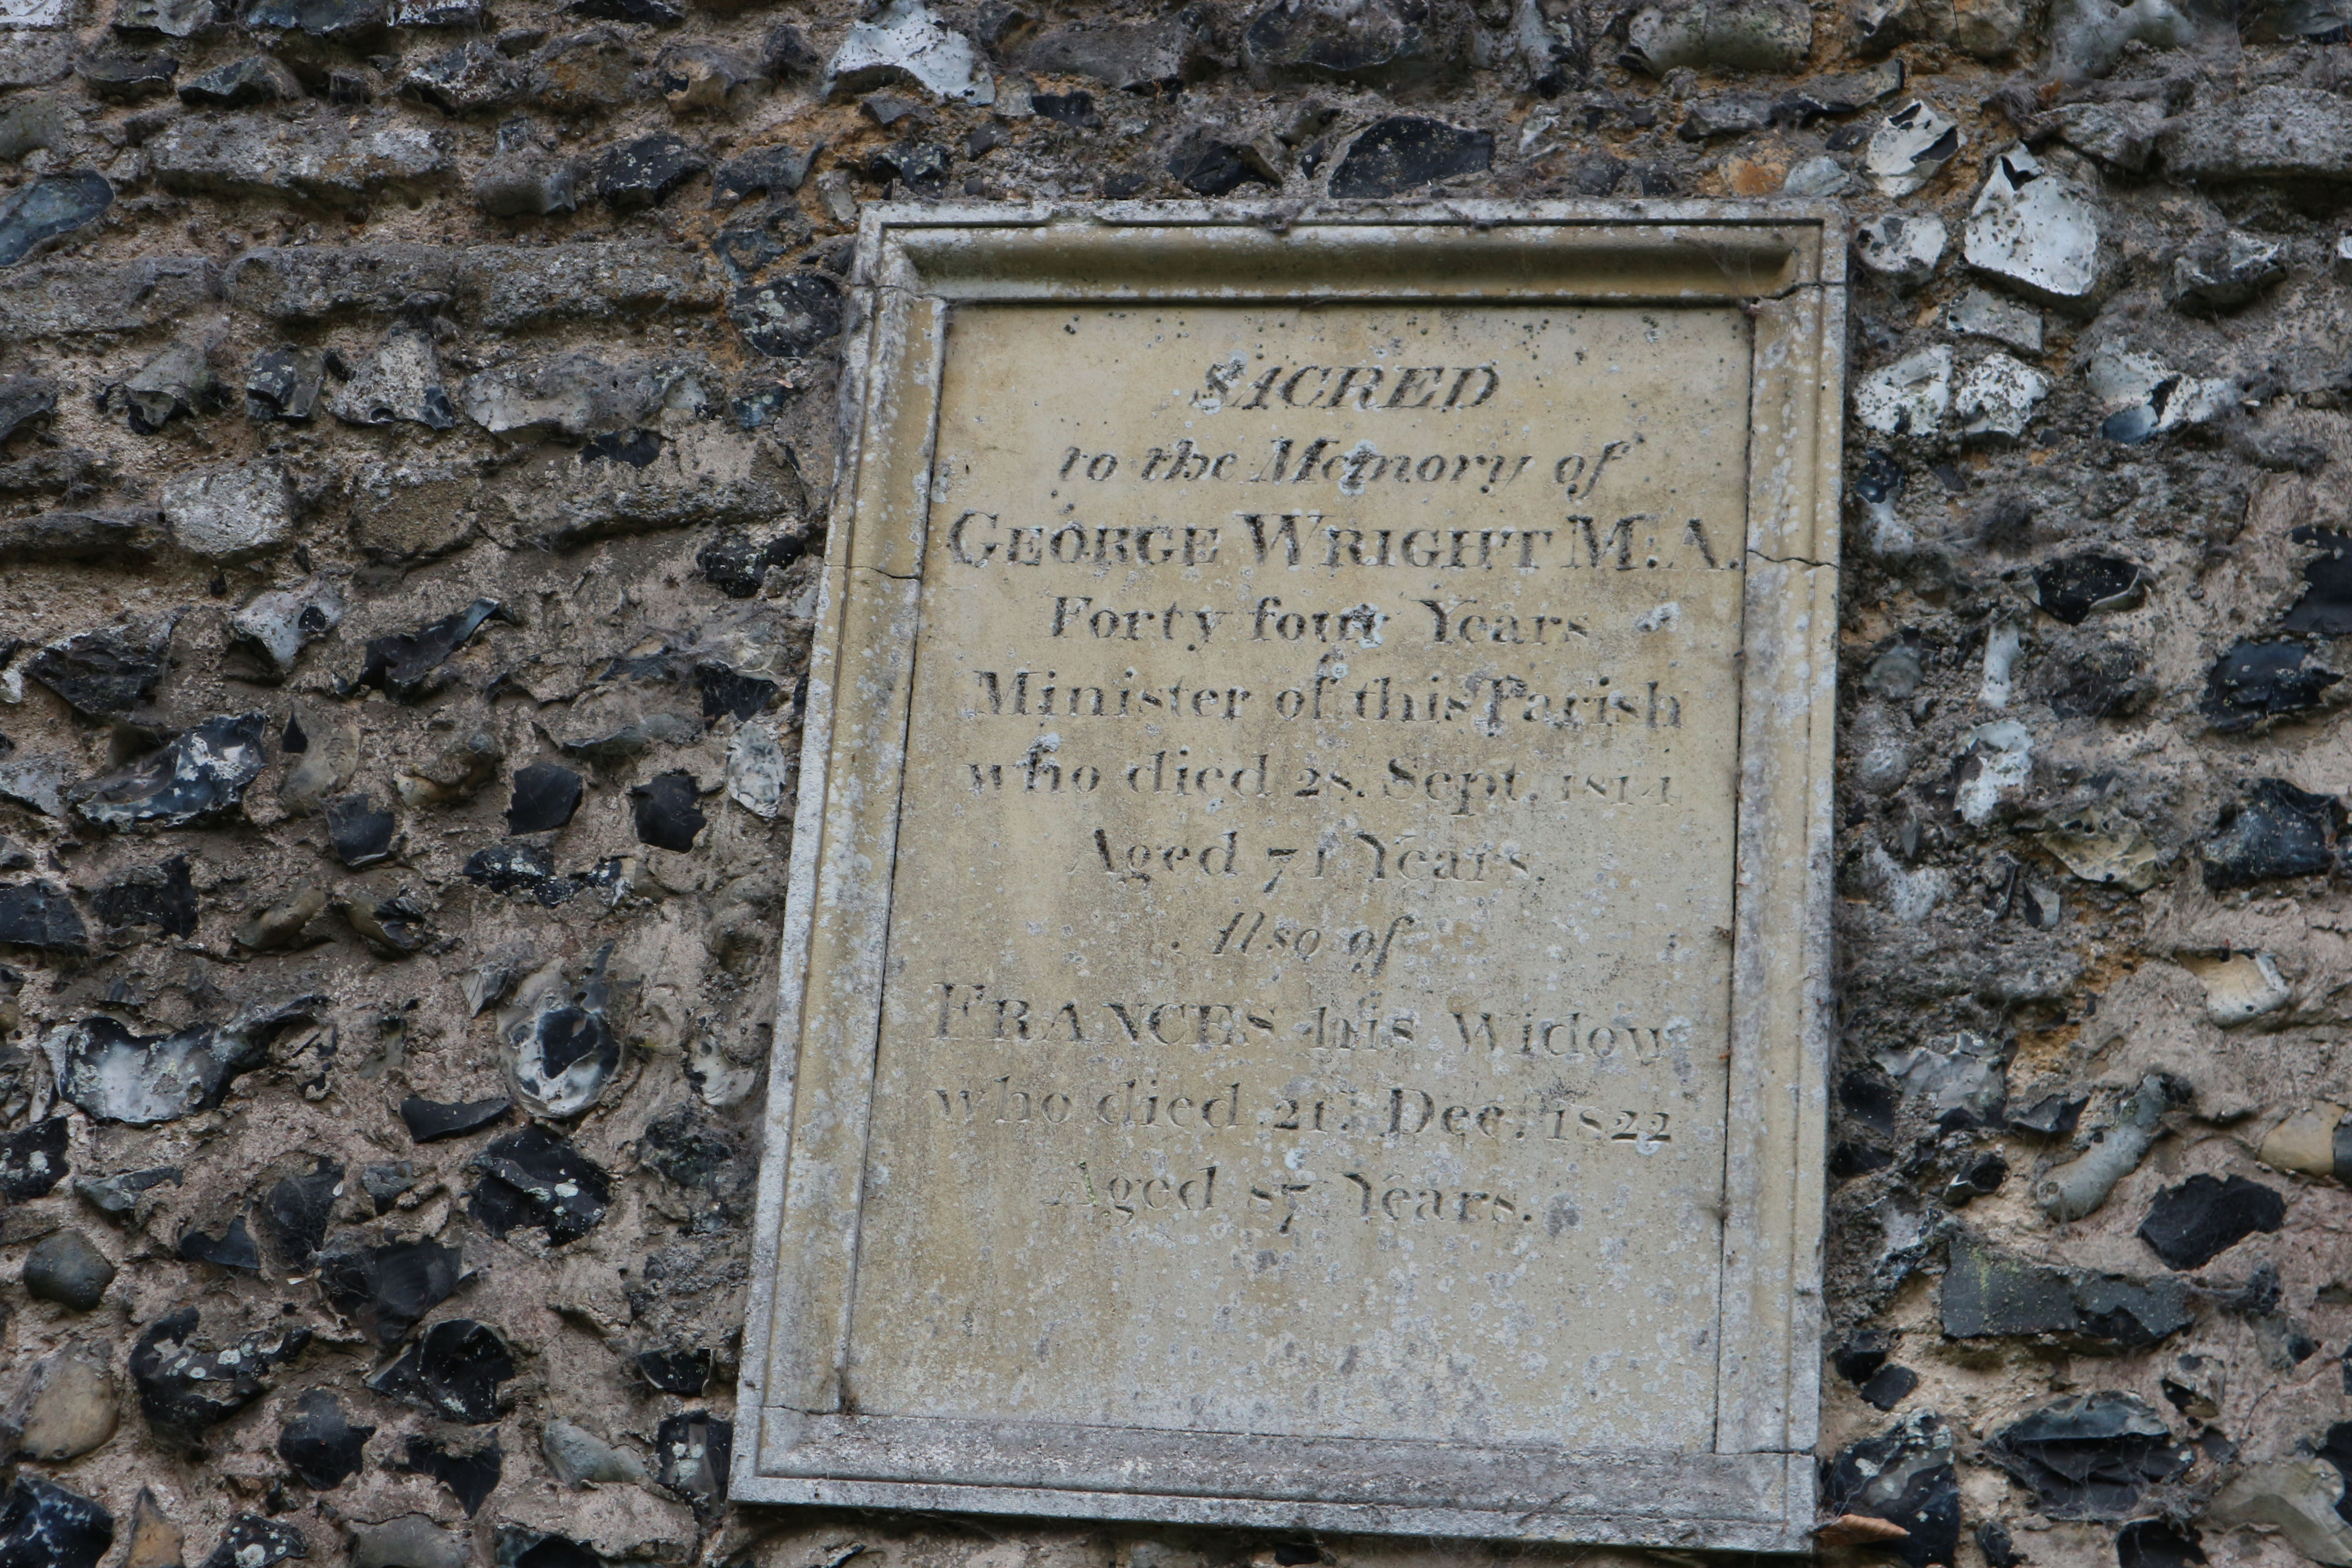 SACRED
to the Memory of
GEORGE WRIGHT M.A.
Forty four Years
Minister of this Parish
who died 28. Sept. 1814,
Aged 71 Years
Also of
FRANCES his Widow
who died 21. Dec. 1822
Aged 87 Years.